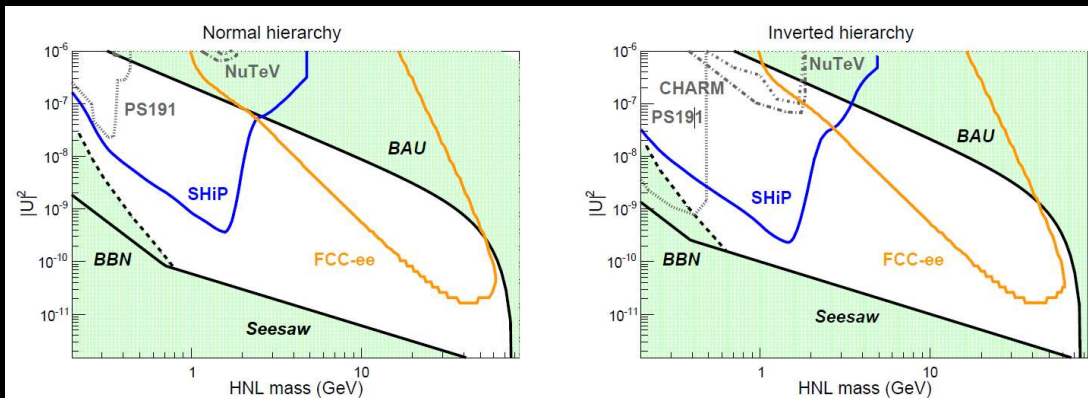 Normal hierarchy
|U|²
10⁻⁶
10⁻⁷
10⁻⁸
10⁻⁹
10⁻¹⁰
10⁻¹¹
NuTeV
PS191
BAU
SHiP
BBN
FCC-ee
Seesaw
1
10
HNL mass (GeV)
Inverted hierarchy
|U|²
10⁻⁶
10⁻⁷
10⁻⁸
10⁻⁹
10⁻¹⁰
10⁻¹¹
NuTeV
CHARM
PS191
BAU
SHiP
BBN
FCC-ee
Seesaw
1
10
HNL mass (GeV)